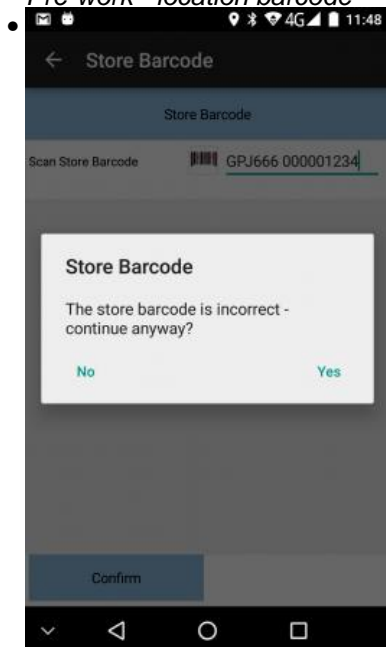 Pre-work - location barcode
4G 11:48
Store Barcode
Store Barcode
Scan Store Barcode GPJ666 000001234
Store Barcode
The store barcode is incorrect -
continue anyway?
No Yes
Confirm